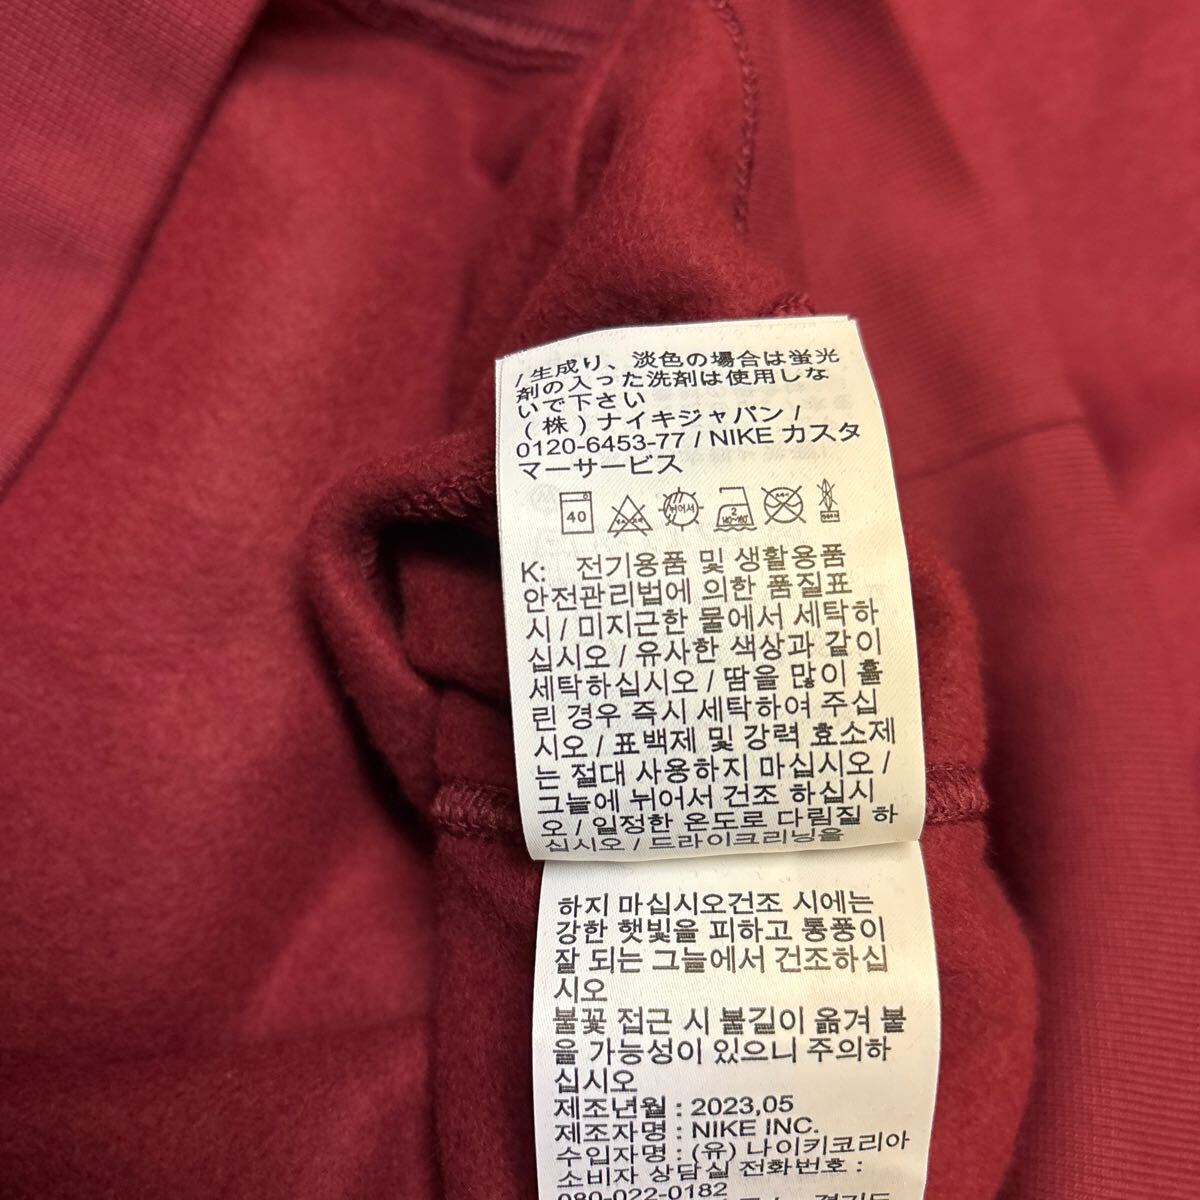 / 生成り、淡色の場合は蛍光
剤の入った洗剤は使用しな
いで下さい
(株) ナイキジャパン /
0120-6453-77 / NIKE カスタ
マーサービス
40 뉘어서 2
K: 전기용품 및 생활용품
안전관리법에 의한 품질표
시 / 미지근한 물에서 세탁하
십시오 / 유사한 색상과 같이
세탁하십시오 / 땀을 많이 흘
린 경우 즉시 세탁하여 주십
시오 / 표백제 및 강력 효소제
는 절대 사용하지 마십시오 /
그늘에 뉘어서 건조 하십시
오 / 일정한 온도로 다림질 하
십시오 / 드라이크리닝을
하지 마십시오건조 시에는
강한 햇빛을 피하고 통풍이
잘 되는 그늘에서 건조하십
시오
불꽃 접근 시 불길이 옮겨 붙
을 가능성이 있으니 주의하
십시오
제조년월 : 2023,05
제조자명 : NIKE INC.
수입자명 : (유) 나이키코리아
소비자 상담실 전화번호 :
080-022-0182
경기도